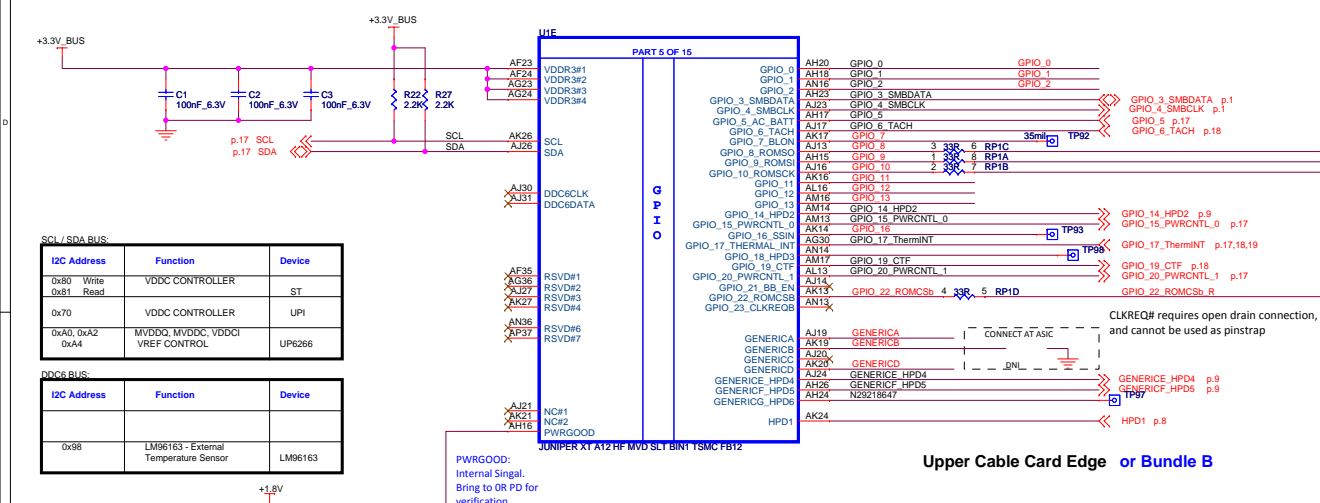 +3.3V_BUS
+3.3V_BUS
C1
100nF_6.3V
C2
100nF_6.3V
C3
100nF_6.3V
R22
2.2K
R27
2.2K
D
p.17 SCL
p.17 SDA
SCL
SDA
U1E
PART 5 OF 15
GPIO
AF23 VDDR3#1
AF24 VDDR3#2
AG23 VDDR3#3
AG24 VDDR3#4
AK26 SCL
AJ26 SDA
AJ30 DDC6CLK
AJ31 DDC6DATA
AF35 RSVD#1
AG36 RSVD#2
AJ27 RSVD#3
AK27 RSVD#4
AN36 RSVD#6
AP37 RSVD#7
AJ21 NC#1
AK21 NC#2
AH16 PWRGOOD
JUNIPER XT A12 HF MVD SLT BIN1 TSMC FB12
GPIO_0 AH20 GPIO_0 GPIO_0
GPIO_1 AH18 GPIO_1 GPIO_1
GPIO_2 AN16 GPIO_2 GPIO_2
GPIO_3_SMBDATA AH23 GPIO_3_SMBDATA GPIO_3_SMBDATA p.1
GPIO_4_SMBCLK AJ23 GPIO_4_SMBCLK GPIO_4_SMBCLK p.1
GPIO_5_AC_BATT AH17 GPIO_5 GPIO_5 p.17
GPIO_6_TACH AJ17 GPIO_6_TACH GPIO_6_TACH p.18
GPIO_7_BLON AK17 GPIO_7 35mil TP92
GPIO_8_ROMSO AJ13 GPIO_8 3 33R 6 RP1C
GPIO_9_ROMSI AH15 GPIO_9 1 33R 8 RP1A
GPIO_10_ROMSCK AJ16 GPIO_10 2 33R 7 RP1B
GPIO_11 AK16 GPIO_11
GPIO_12 AL16 GPIO_12
GPIO_13 AM16 GPIO_13
GPIO_14_HPD2 AM14 GPIO_14_HPD2 GPIO_14_HPD2 p.9
GPIO_15_PWRCNTL_0 AM13 GPIO_15_PWRCNTL_0 GPIO_15_PWRCNTL_0 p.17
GPIO_16_SSIN AK14 GPIO_16 TP93
GPIO_17_THERMAL_INT AG30 GPIO_17_ThermINT GPIO_17_ThermINT p.17,18,19
GPIO_18_HPD3 AN14 TP98
GPIO_19_CTF AM17 GPIO_19_CTF GPIO_19_CTF p.18
GPIO_20_PWRCNTL_1 AL13 GPIO_20_PWRCNTL_1 GPIO_20_PWRCNTL_1 p.17
GPIO_21_BB_EN AJ14
GPIO_22_ROMCSB AK13 GPIO_22_ROMCSb 4 33R 5 RP1D GPIO_22_ROMCSb_R
GPIO_23_CLKREQB AN13
CLKREQ# requires open drain connection,
and cannot be used as pinstrap
GENERICA AJ19 GENERICA
GENERICB AK19 GENERICB
GENERICC AJ20
GENERICD AK20 GENERICD
GENERICE_HPD4 AJ24 GENERICE_HPD4 GENERICE_HPD4 p.9
GENERICF_HPD5 AH26 GENERICF_HPD5 GENERICF_HPD5 p.9
GENERICG_HPD6 AH24 N29218647 TP97
HPD1 AK24 HPD1 p.8
CONNECT AT ASIC
DNI
SCL / SDA BUS:
I2C Address Function Device
0x80 Write VDDC CONTROLLER
0x81 Read ST
0x70 VDDC CONTROLLER UPI
0xA0, 0xA2 MVDDQ, MVDDC, VDDCI
0xA4 VREF CONTROL UP6266
DDC6 BUS:
I2C Address Function Device
0x98 LM96163 - External
Temperature Sensor LM96163
+1.8V
PWRGOOD:
Internal Singal.
Bring to 0R PD for
verification
Upper Cable Card Edge or Bundle B